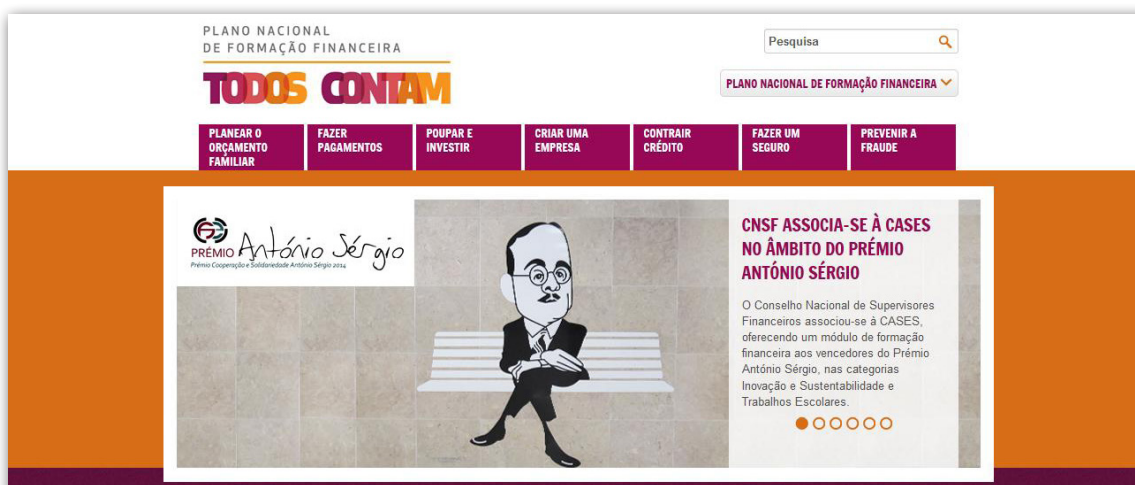 PLANO NACIONAL
DE FORMAÇÃO FINANCEIRA
TODOS CONTAM
Pesquisa
PLANO NACIONAL DE FORMAÇÃO FINANCEIRA
PLANEAR O
ORÇAMENTO
FAMILIAR
FAZER
PAGAMENTOS
POUPAR E
INVESTIR
CRIAR UMA
EMPRESA
CONTRAIR
CRÉDITO
FAZER UM
SEGURO
PREVENIR A
FRAUDE
PRÉMIO António Sérgio
Prémio Cooperação e Solidariedade António Sérgio 2014
CNSF ASSOCIA-SE À CASES
NO ÂMBITO DO PRÉMIO
ANTÓNIO SÉRGIO
O Conselho Nacional de Supervisores
Financeiros associou-se à CASES,
oferecendo um módulo de formação
financeira aos vencedores do Prémio
António Sérgio, nas categorias
Inovação e Sustentabilidade e
Trabalhos Escolares.